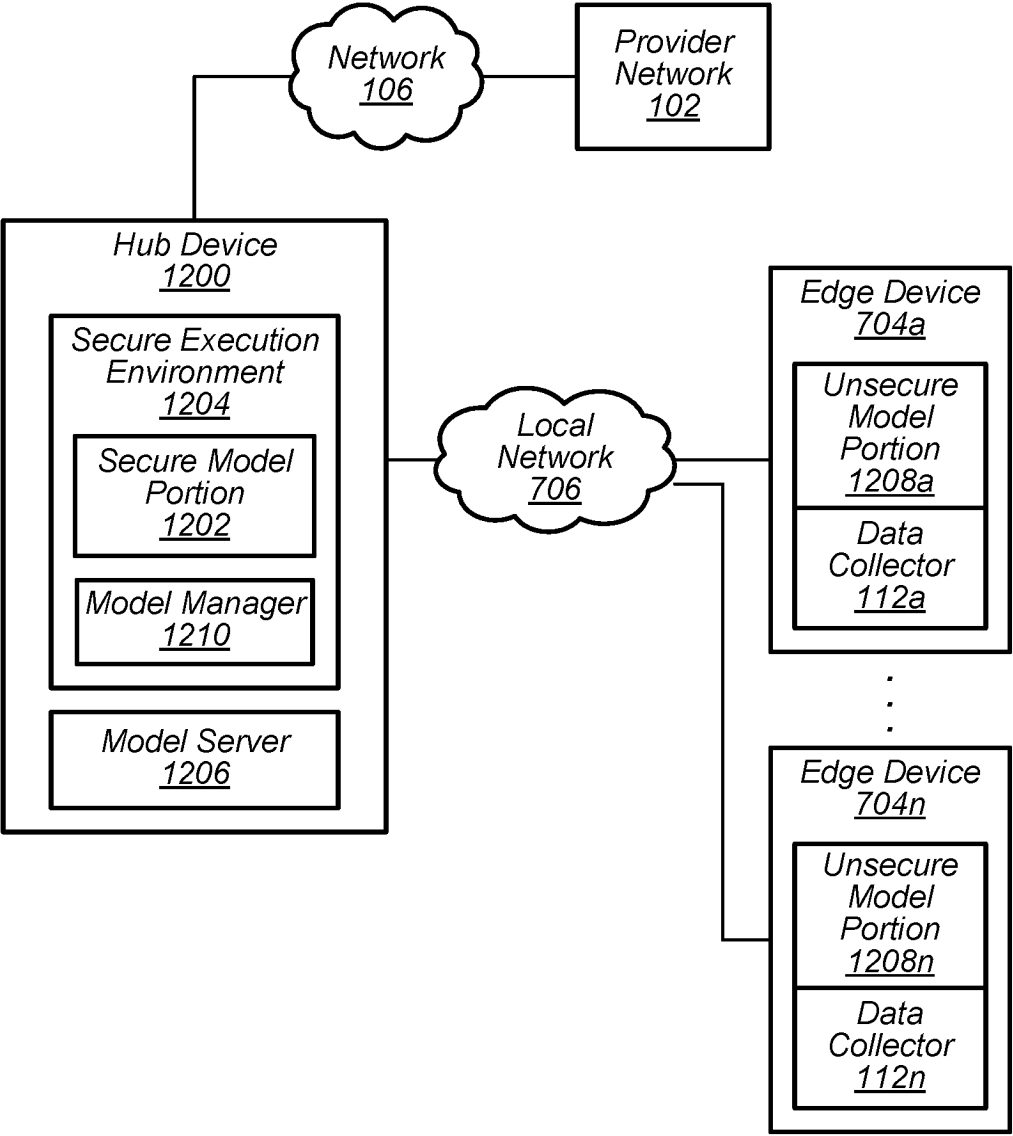 Network
106
Provider
Network
102
Hub Device
1200
Secure Execution
Environment
1204
Secure Model
Portion
1202
Model Manager
1210
Model Server
1206
Local
Network
706
Edge Device
704a
Unsecure
Model
Portion
1208a
Data
Collector
112a
Edge Device
704n
Unsecure
Model
Portion
1208n
Data
Collector
112n